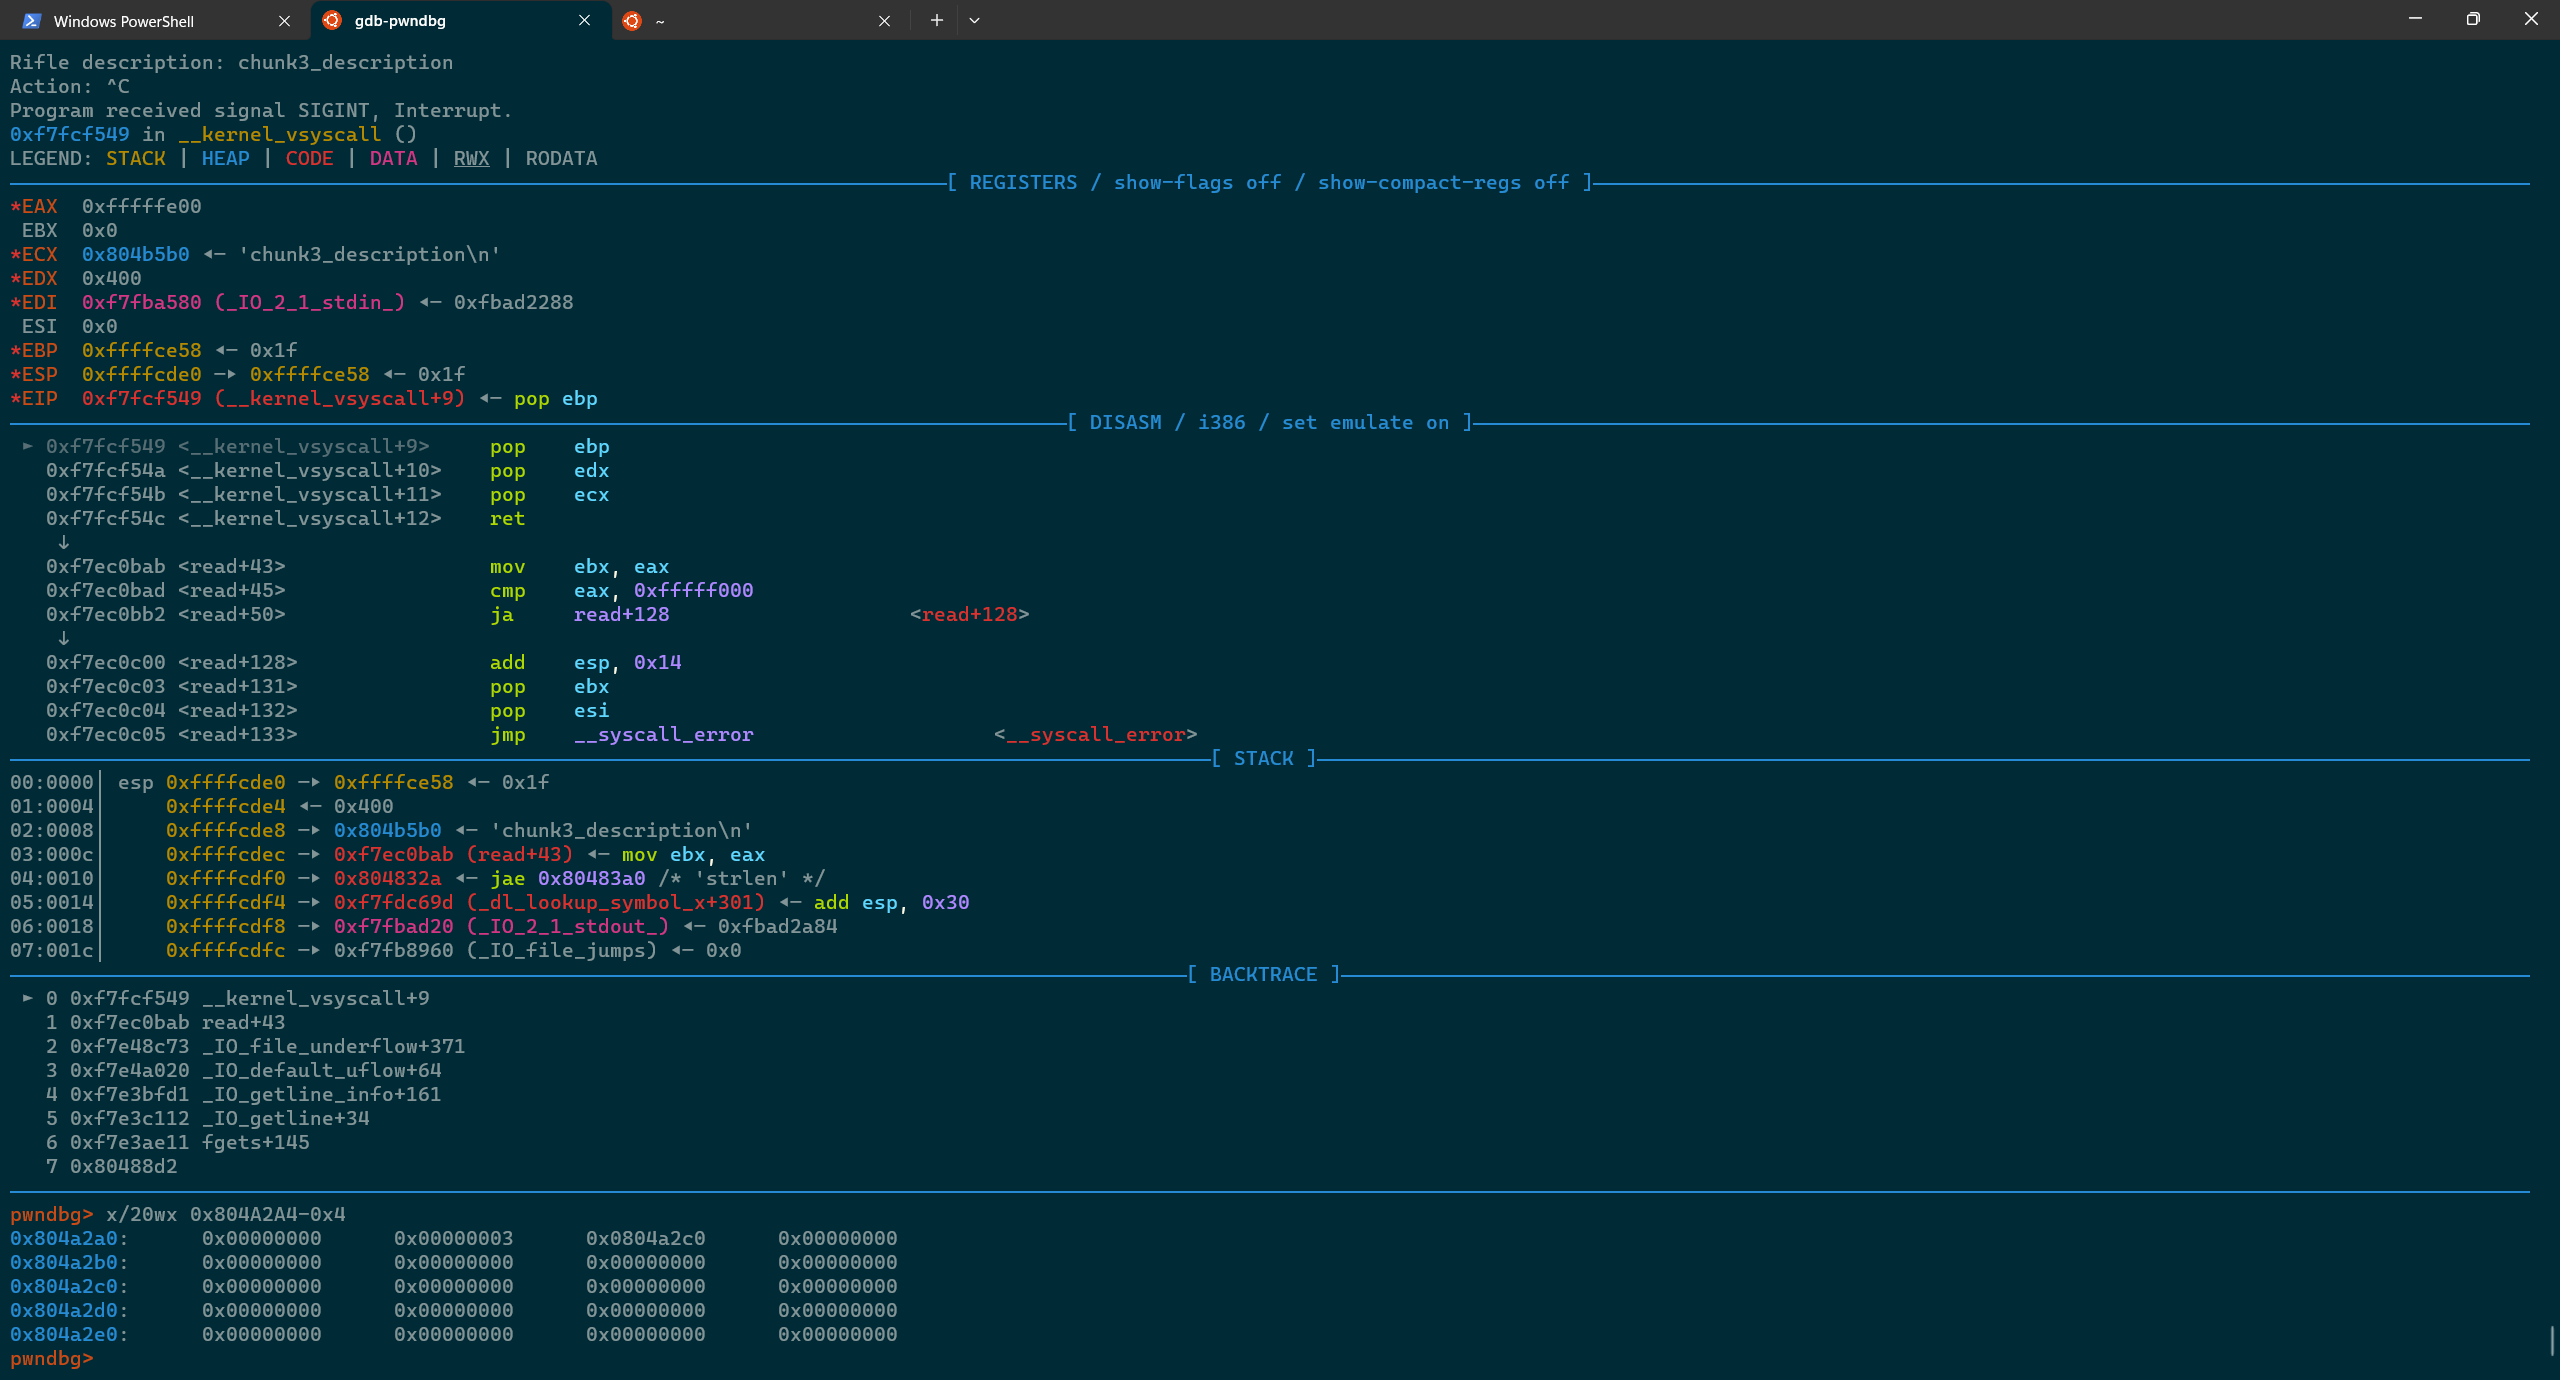 Windows PowerShell
gdb-pwndbg
~
Rifle description: chunk3_description
Action: ^C
Program received signal SIGINT, Interrupt.
0xf7fcf549 in __kernel_vsyscall ()
LEGEND: STACK | HEAP | CODE | DATA | RWX | RODATA
[ REGISTERS / show-flags off / show-compact-regs off ]
*EAX  0xfffffe00
 EBX  0x0
*ECX  0x804b5b0 ◂— 'chunk3_description\n'
*EDX  0x400
*EDI  0xf7fba580 (_IO_2_1_stdin_) ◂— 0xfbad2288
 ESI  0x0
*EBP  0xffffce58 ◂— 0x1f
*ESP  0xffffcde0 —▸ 0xffffce58 ◂— 0x1f
*EIP  0xf7fcf549 (__kernel_vsyscall+9) ◂— pop ebp
[ DISASM / i386 / set emulate on ]
 ► 0xf7fcf549 <__kernel_vsyscall+9>     pop    ebp
   0xf7fcf54a <__kernel_vsyscall+10>    pop    edx
   0xf7fcf54b <__kernel_vsyscall+11>    pop    ecx
   0xf7fcf54c <__kernel_vsyscall+12>    ret
    ↓
   0xf7ec0bab <read+43>                 mov    ebx, eax
   0xf7ec0bad <read+45>                 cmp    eax, 0xfffff000
   0xf7ec0bb2 <read+50>                 ja     read+128                    <read+128>
    ↓
   0xf7ec0c00 <read+128>                add    esp, 0x14
   0xf7ec0c03 <read+131>                pop    ebx
   0xf7ec0c04 <read+132>                pop    esi
   0xf7ec0c05 <read+133>                jmp    __syscall_error                    <__syscall_error>
[ STACK ]
00:0000│ esp 0xffffcde0 —▸ 0xffffce58 ◂— 0x1f
01:0004│     0xffffcde4 ◂— 0x400
02:0008│     0xffffcde8 —▸ 0x804b5b0 ◂— 'chunk3_description\n'
03:000c│     0xffffcdec —▸ 0xf7ec0bab (read+43) ◂— mov ebx, eax
04:0010│     0xffffcdf0 —▸ 0x804832a ◂— jae 0x80483a0 /* 'strlen' */
05:0014│     0xffffcdf4 —▸ 0xf7fdc69d (_dl_lookup_symbol_x+301) ◂— add esp, 0x30
06:0018│     0xffffcdf8 —▸ 0xf7fbad20 (_IO_2_1_stdout_) ◂— 0xfbad2a84
07:001c│     0xffffcdfc —▸ 0xf7fb8960 (_IO_file_jumps) ◂— 0x0
[ BACKTRACE ]
 ► 0 0xf7fcf549 __kernel_vsyscall+9
   1 0xf7ec0bab read+43
   2 0xf7e48c73 _IO_file_underflow+371
   3 0xf7e4a020 _IO_default_uflow+64
   4 0xf7e3bfd1 _IO_getline_info+161
   5 0xf7e3c112 _IO_getline+34
   6 0xf7e3ae11 fgets+145
   7 0x80488d2
pwndbg> x/20wx 0x804A2A4-0x4
0x804a2a0:      0x00000000      0x00000003      0x0804a2c0      0x00000000
0x804a2b0:      0x00000000      0x00000000      0x00000000      0x00000000
0x804a2c0:      0x00000000      0x00000000      0x00000000      0x00000000
0x804a2d0:      0x00000000      0x00000000      0x00000000      0x00000000
0x804a2e0:      0x00000000      0x00000000      0x00000000      0x00000000
pwndbg>